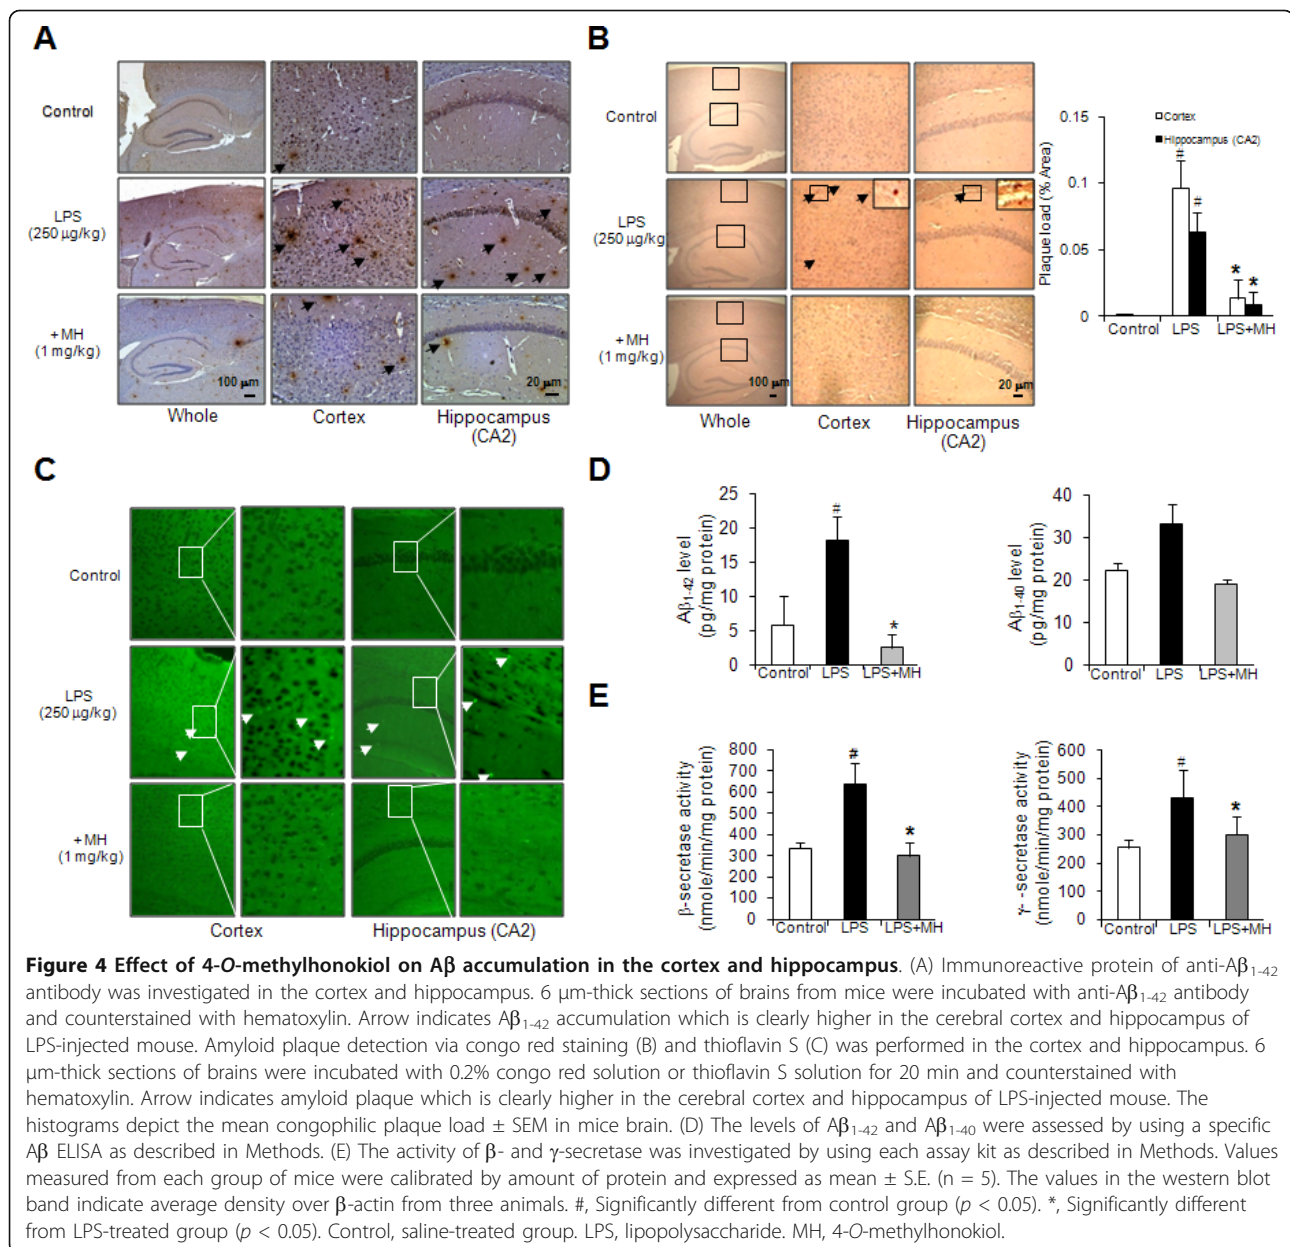 A
Control
LPS
(250 µg/kg)
+ MH
(1 mg/kg)
100 µm
20 µm
Whole
Cortex
Hippocampus
(CA2)
B
Control
LPS
(250 µg/kg)
+ MH
(1 mg/kg)
100 µm
20 µm
Whole
Cortex
Hippocampus
(CA2)
Plaque load (% Area)
0.15
0.1
0.05
0
Cortex
Hippocampus (CA2)
#
#
*
*
Control
LPS
LPS+MH
C
Control
LPS
(250 µg/kg)
+ MH
(1 mg/kg)
Cortex
Hippocampus (CA2)
D
Aβ1-42 level
(pg/mg protein)
25
20
15
10
5
0
#
*
Control
LPS
LPS+MH
Aβ1-40 level
(pg/mg protein)
40
30
20
10
0
Control
LPS
LPS+MH
E
β-secretase activity
(nmole/min/mg protein)
800
700
600
500
400
300
200
100
0
#
*
Control
LPS
LPS+MH
γ- -secretase activity
(nmole/min/mg protein)
600
500
400
300
200
100
0
#
*
Control
LPS
LPS+MH
Figure 4 Effect of 4-O-methylhonokiol on Aβ accumulation in the cortex and hippocampus. (A) Immunoreactive protein of anti-Aβ1-42
antibody was investigated in the cortex and hippocampus. 6 µm-thick sections of brains from mice were incubated with anti-Aβ1-42 antibody
and counterstained with hematoxylin. Arrow indicates Aβ1-42 accumulation which is clearly higher in the cerebral cortex and hippocampus of
LPS-injected mouse. Amyloid plaque detection via congo red staining (B) and thioflavin S (C) was performed in the cortex and hippocampus. 6
µm-thick sections of brains were incubated with 0.2% congo red solution or thioflavin S solution for 20 min and counterstained with
hematoxylin. Arrow indicates amyloid plaque which is clearly higher in the cerebral cortex and hippocampus of LPS-injected mouse. The
histograms depict the mean congophilic plaque load ± SEM in mice brain. (D) The levels of Aβ1-42 and Aβ1-40 were assessed by using a specific
Aβ ELISA as described in Methods. (E) The activity of β- and γ-secretase was investigated by using each assay kit as described in Methods. Values
measured from each group of mice were calibrated by amount of protein and expressed as mean ± S.E. (n = 5). The values in the western blot
band indicate average density over β-actin from three animals. #, Significantly different from control group (p < 0.05). *, Significantly different
from LPS-treated group (p < 0.05). Control, saline-treated group. LPS, lipopolysaccharide. MH, 4-O-methylhonokiol.